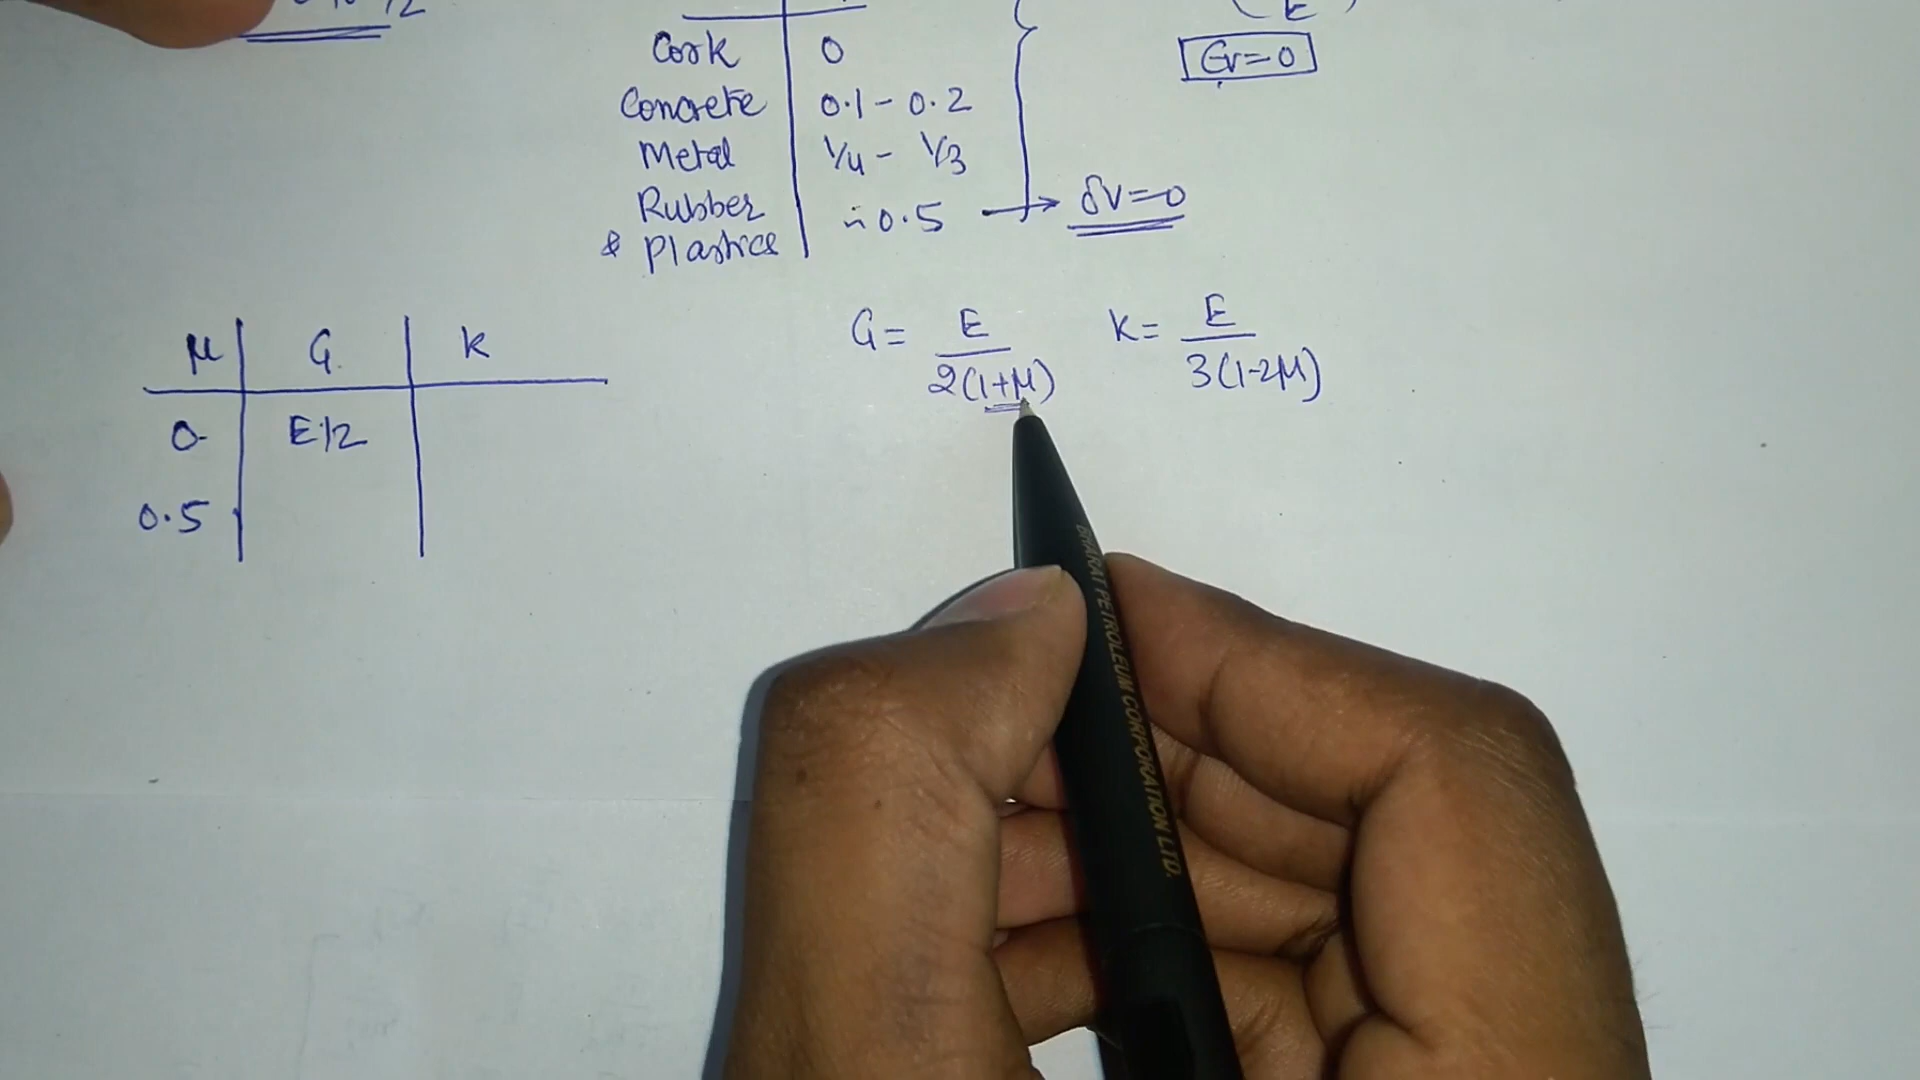 Cork 0
Concrete 0.1 - 0.2
Metal 1/4 - 1/3
Rubber & Plastics ≈ 0.5 → δV=0
Ev=0
μ G K
0 E/2
0.5
G = E / 2(1+μ)
K = E / 3(1-2μ)
BHARAT PETROLEUM CORPORATION LTD.